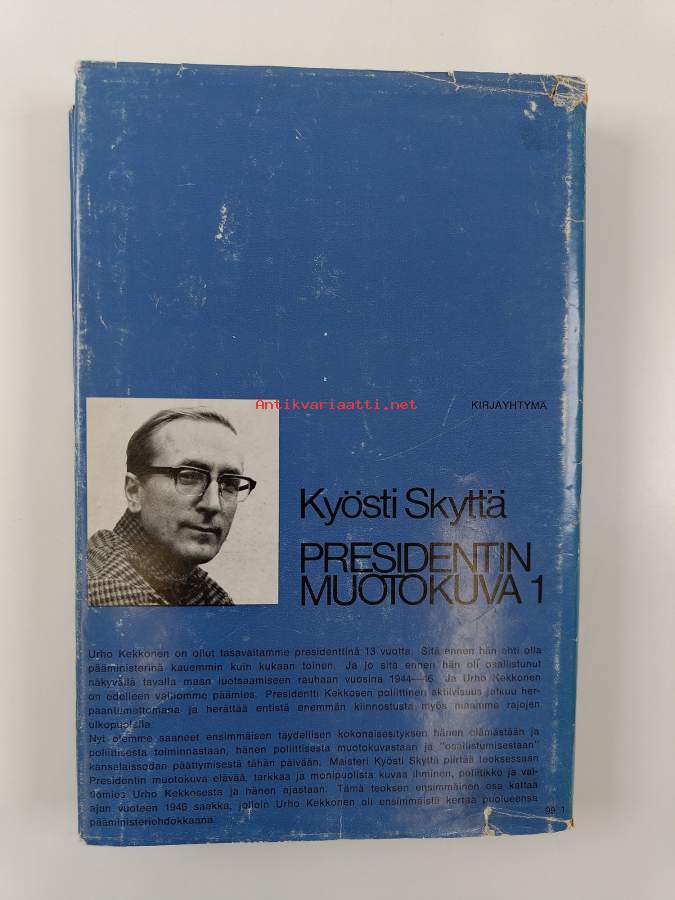 Antikvariaatti.net
KIRJAYHTYMÄ
Kyösti Skyttä
PRESIDENTIN
MUOTOKUVA 1
Urho Kekkonen on ollut tasavaltamme presidenttinä 13 vuotta. Sitä ennen hän ehti olla
pääministerinä kauemmin kuin kukaan toinen. Ja jo sitä ennen hän oli osallistunut
näkyvällä tavalla maan luotsaamiseen rauhaan vuosina 1944—46. Ja Urho Kekkonen
on edelleen valtiomme päämies. Presidentti Kekkosen poliittinen aktiivisuus jatkuu her-
paantumattomana ja herättää entistä enemmän kiinnostusta myös maamme rajojen
ulkopuolella.
Nyt olemme saaneet ensimmäisen täydellisen kokonaisesityksen hänen elämästään ja
poliittisesta toiminnastaan, hänen poliittisesta muotokuvastaan ja "osallistumisestaan"
kansalaissodan päättymisestä tähän päivään. Maisteri Kyösti Skyttä piirtää teoksessaan
Presidentin muotokuva elävää, tarkkaa ja monipuolista kuvaa ihminen, poliitikko ja val-
tiomies Urho Kekkosesta ja hänen ajastaan. Tämä teoksen ensimmäinen osa kattaa
ajan vuoteen 1946 saakka, jolloin Urho Kekkonen oli ensimmäistä kertaa puolueensa
pääministeriehdokkaana.
99.1